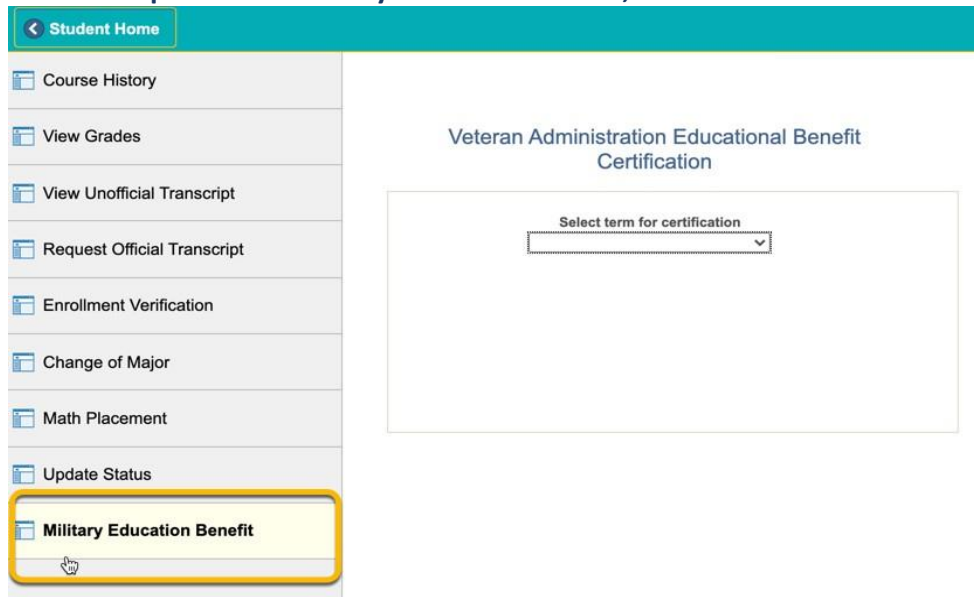 Student Home
Course History
View Grades
View Unofficial Transcript
Request Official Transcript
Enrollment Verification
Change of Major
Math Placement
Update Status
Military Education Benefit
Veteran Administration Educational Benefit
Certification
Select term for certification